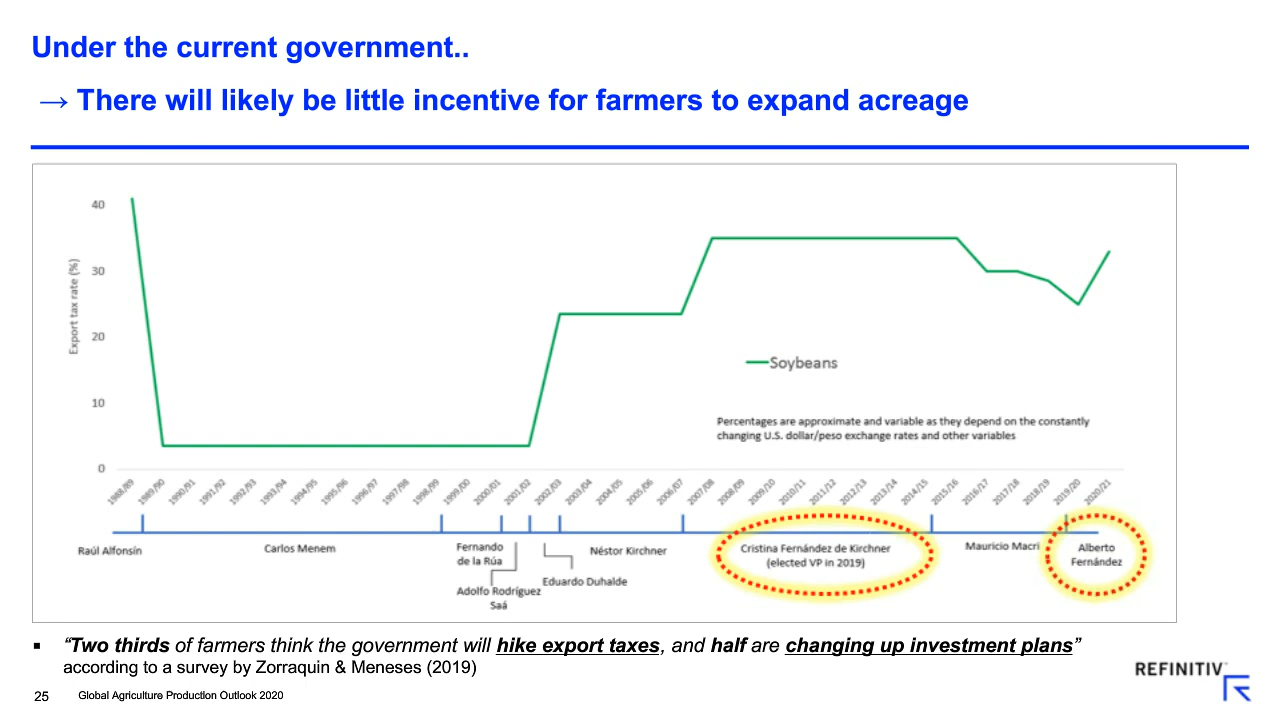 Under the current government..
→ There will likely be little incentive for farmers to expand acreage
Export tax rate (%)
40
30
20
10
0
Soybeans
Percentages are approximate and variable as they depend on the constantly
changing U.S. dollar/peso exchange rates and other variables
1988/89 1989/90 1990/91 1991/92 1992/93 1993/94 1994/95 1995/96 1996/97 1997/98 1998/99 1999/00 2000/01 2001/02 2002/03 2003/04 2004/05 2005/06 2006/07 2007/08 2008/09 2009/10 2010/11 2011/12 2012/13 2013/14 2014/15 2015/16 2016/17 2017/18 2018/19 2019/20 2020/21
Raúl Alfonsín
Carlos Menem
Fernando
de la Rúa
Adolfo Rodríguez
Saá
Eduardo Duhalde
Néstor Kirchner
Cristina Fernández de Kirchner
(elected VP in 2019)
Mauricio Macri
Alberto
Fernández
▪ “Two thirds of farmers think the government will hike export taxes, and half are changing up investment plans”
according to a survey by Zorraquin & Meneses (2019)
REFINITIV
25 Global Agriculture Production Outlook 2020